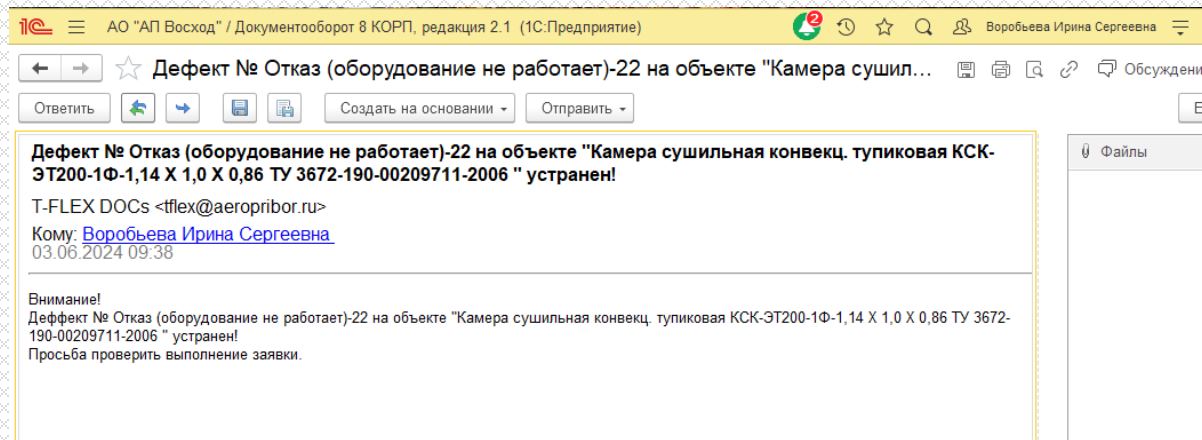 1С АО "АП Восход" / Документооборот 8 КОРП, редакция 2.1 (1С:Предприятие) 2 Воробьева Ирина Сергеевна
Дефект № Отказ (оборудование не работает)-22 на объекте "Камера сушил... Обсуждени
Ответить Создать на основании Отправить Е
Дефект № Отказ (оборудование не работает)-22 на объекте "Камера сушильная конвекц. тупиковая КСК-
ЭТ200-1Ф-1,14 Х 1,0 Х 0,86 ТУ 3672-190-00209711-2006 " устранен!
T-FLEX DOCs <tflex@aeropribor.ru>
Кому: Воробьева Ирина Сергеевна
03.06.2024 09:38
Файлы
Внимание!
Деффект № Отказ (оборудование не работает)-22 на объекте "Камера сушильная конвекц. тупиковая КСК-ЭТ200-1Ф-1,14 Х 1,0 Х 0,86 ТУ 3672-
190-00209711-2006 " устранен!
Просьба проверить выполнение заявки.